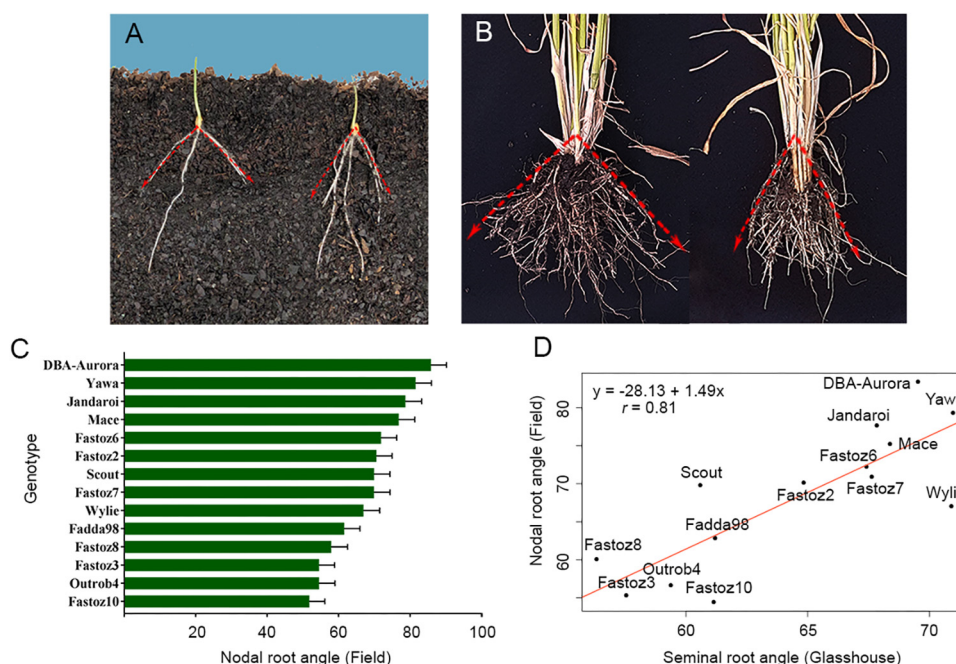 A
B
C
DBA-Aurora
Yawa
Jandaroi
Mace
Fastoz6
Fastoz2
Scout
Fastoz7
Wylie
Fadda98
Fastoz8
Fastoz3
Outrob4
Fastoz10
Genotype
20
40
60
80
100
Nodal root angle (Field)
D
y = -28.13 + 1.49x
r = 0.81
DBA-Aurora
Yaw
Jandaroi
Mace
Fastoz6
Scout
Fastoz7
Fastoz2
Wyli
Fadda98
Fastoz8
Outrob4
Fastoz3
Fastoz10
80
70
60
Nodal root angle (Field)
60
65
70
Seminal root angle (Glasshouse)